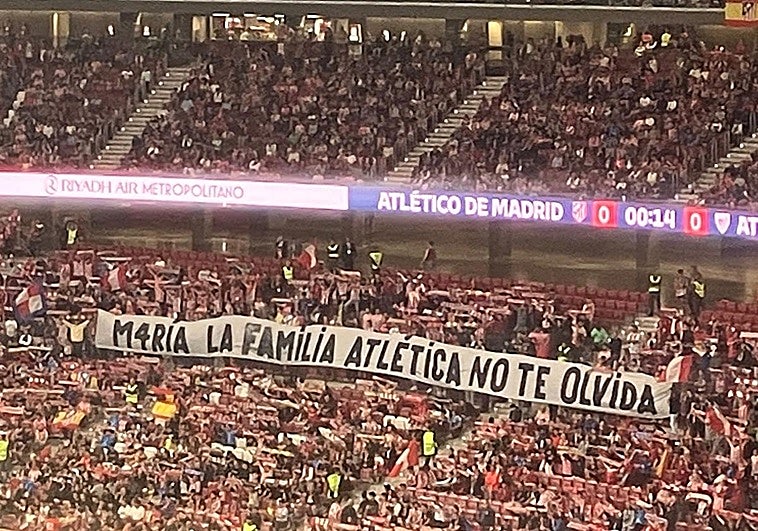 RIYADH AIR METROPOLITANO
ATLÉTICO DE MADRID 0 00:14 0 AT
M4RÍA LA FAMILIA ATLÉTICA NO TE OLVIDA